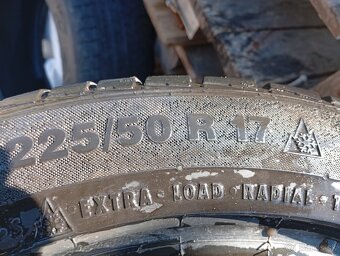 225/50 R 17
EXTRA · LOAD · RADIAL ·